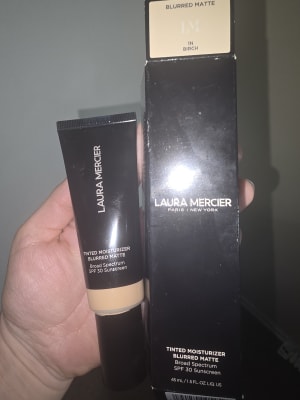 BLURRED MATTE
1N
IN
BIRCH
LAURA MERCIER
PARIS | NEW YORK
TINTED MOISTURIZER
BLURRED MATTE
Broad Spectrum
SPF 30 Sunscreen
LAURA MERCIER
TINTED MOISTURIZER
BLURRED MATTE
Broad Spectrum
SPF 30 Sunscreen